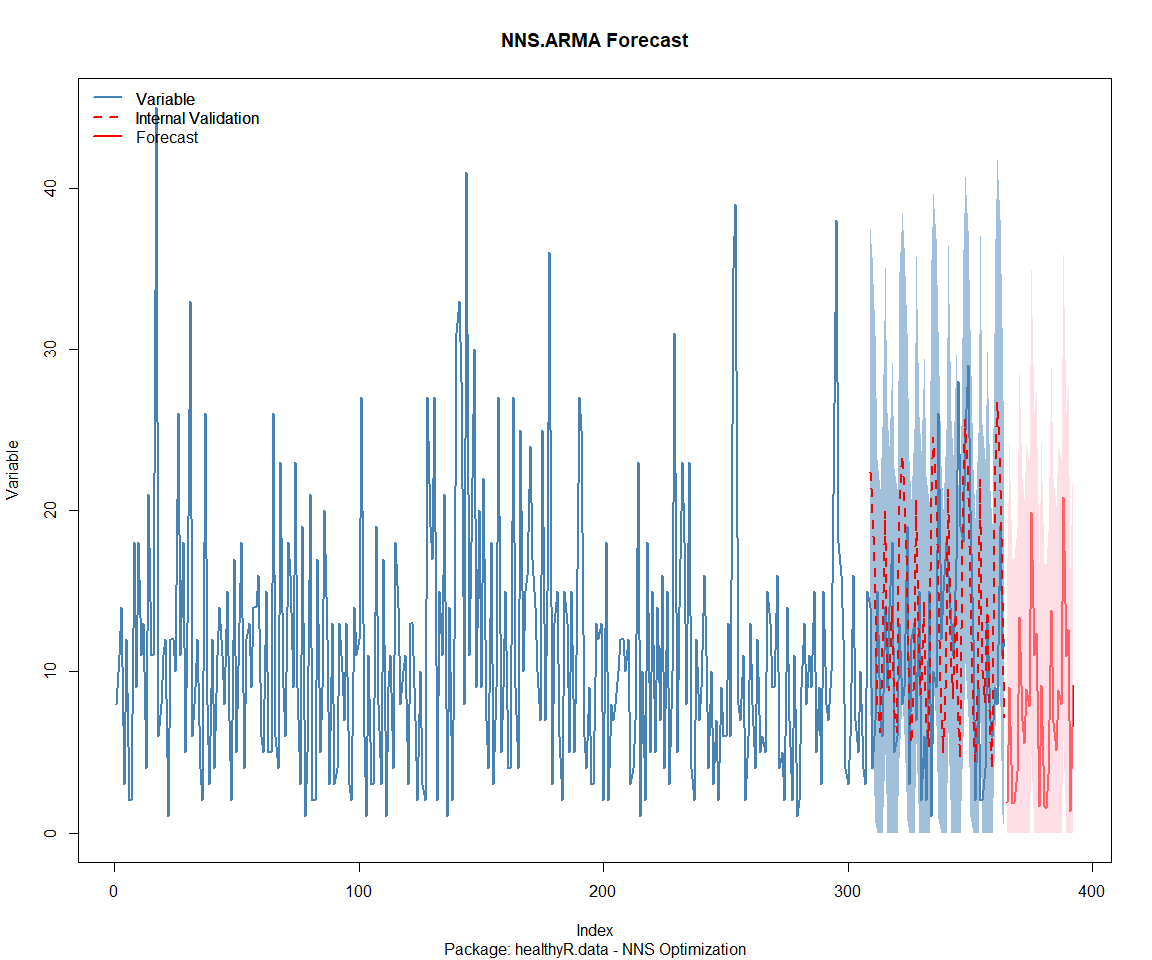 NNS.ARMA Forecast
Variable
Internal Validation
Forecast
Variable
40
30
20
10
0
0 100 200 300 400
Index
Package: healthyR.data - NNS Optimization